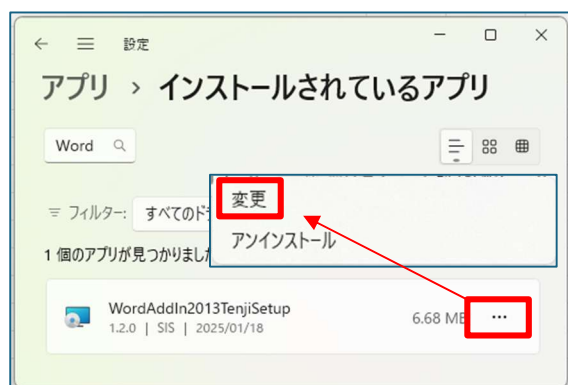 設定
アプリ › インストールされているアプリ
Word
フィルター: すべてのド
変更
アンインストール
1 個のアプリが見つかりました
WordAddIn2013TenjiSetup
1.2.0 | SIS | 2025/01/18
6.68 MB